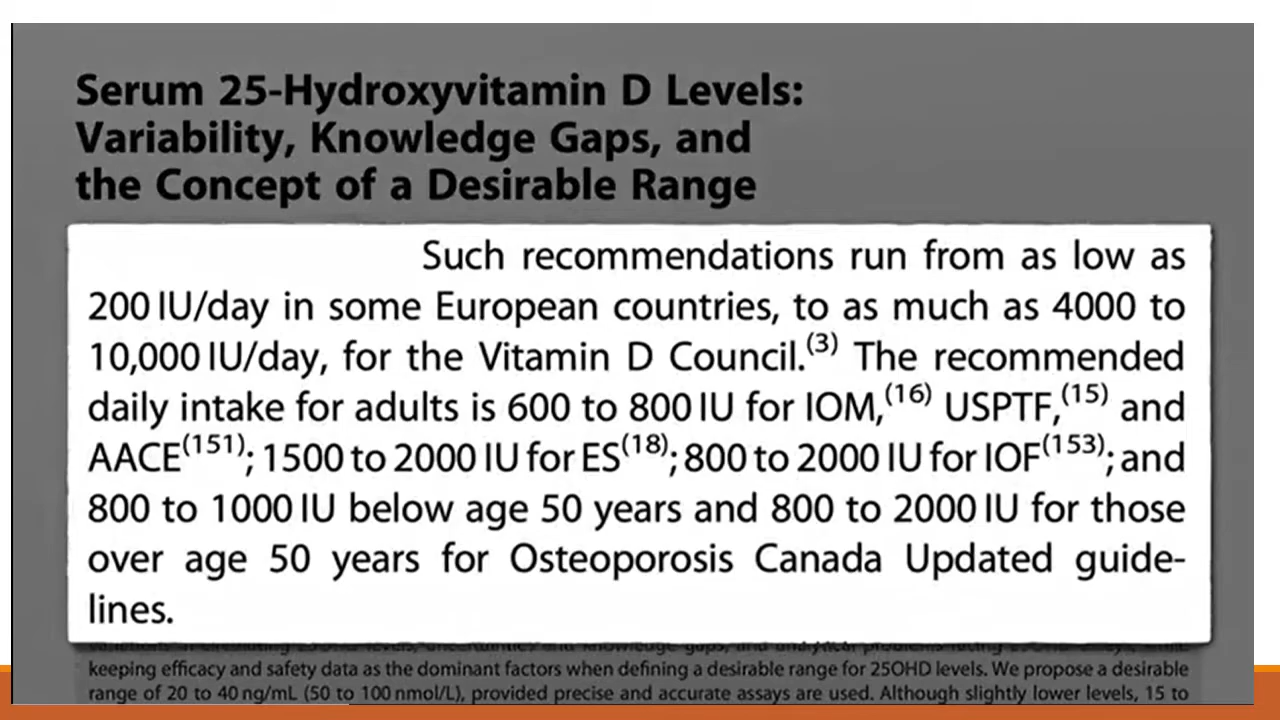 Serum 25-Hydroxyvitamin D Levels:
Variability, Knowledge Gaps, and
the Concept of a Desirable Range
Such recommendations run from as low as
200 IU/day in some European countries, to as much as 4000 to
10,000 IU/day, for the Vitamin D Council.(3) The recommended
daily intake for adults is 600 to 800 IU for IOM,(16) USPTF,(15) and
AACE(151); 1500 to 2000 IU for ES(18); 800 to 2000 IU for IOF(153); and
800 to 1000 IU below age 50 years and 800 to 2000 IU for those
over age 50 years for Osteoporosis Canada Updated guide-
lines.
keeping efficacy and safety data as the dominant factors when defining a desirable range for 25OHD levels. We propose a desirable
range of 20 to 40 ng/mL (50 to 100 nmol/L), provided precise and accurate assays are used. Although slightly lower levels, 15 to